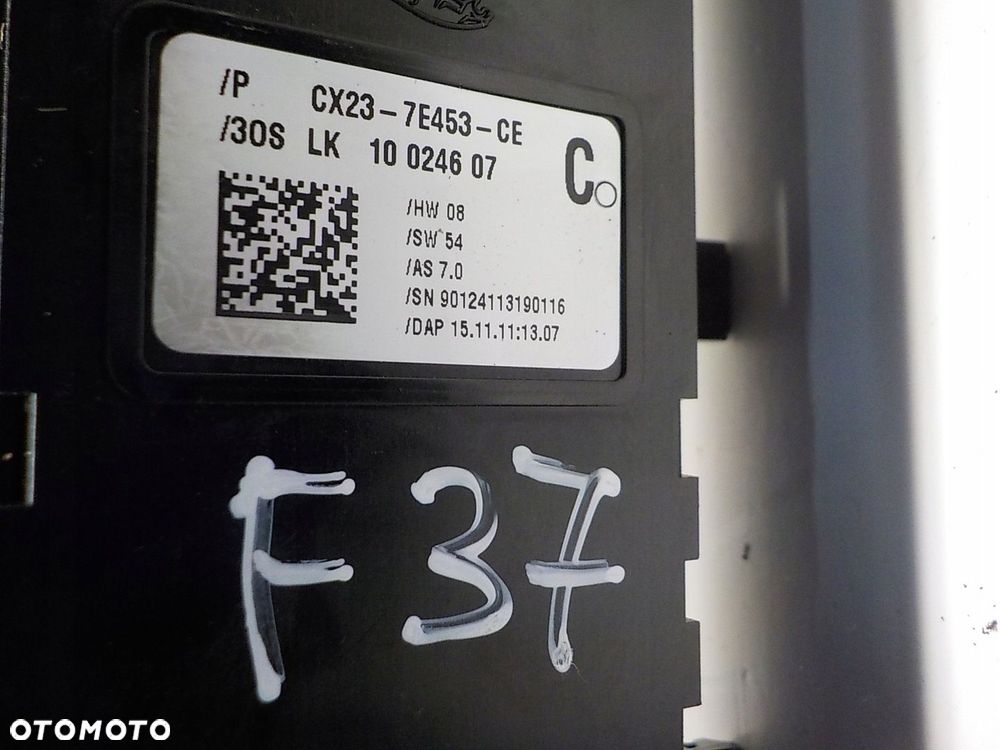 /P CX23-7E453-CE
/30S LK 10 0246 07
C
/HW 08
/SW 54
/AS 7.0
/SN 90124113190116
/DAP 15.11.11:13.07
F37
OTOMOTO